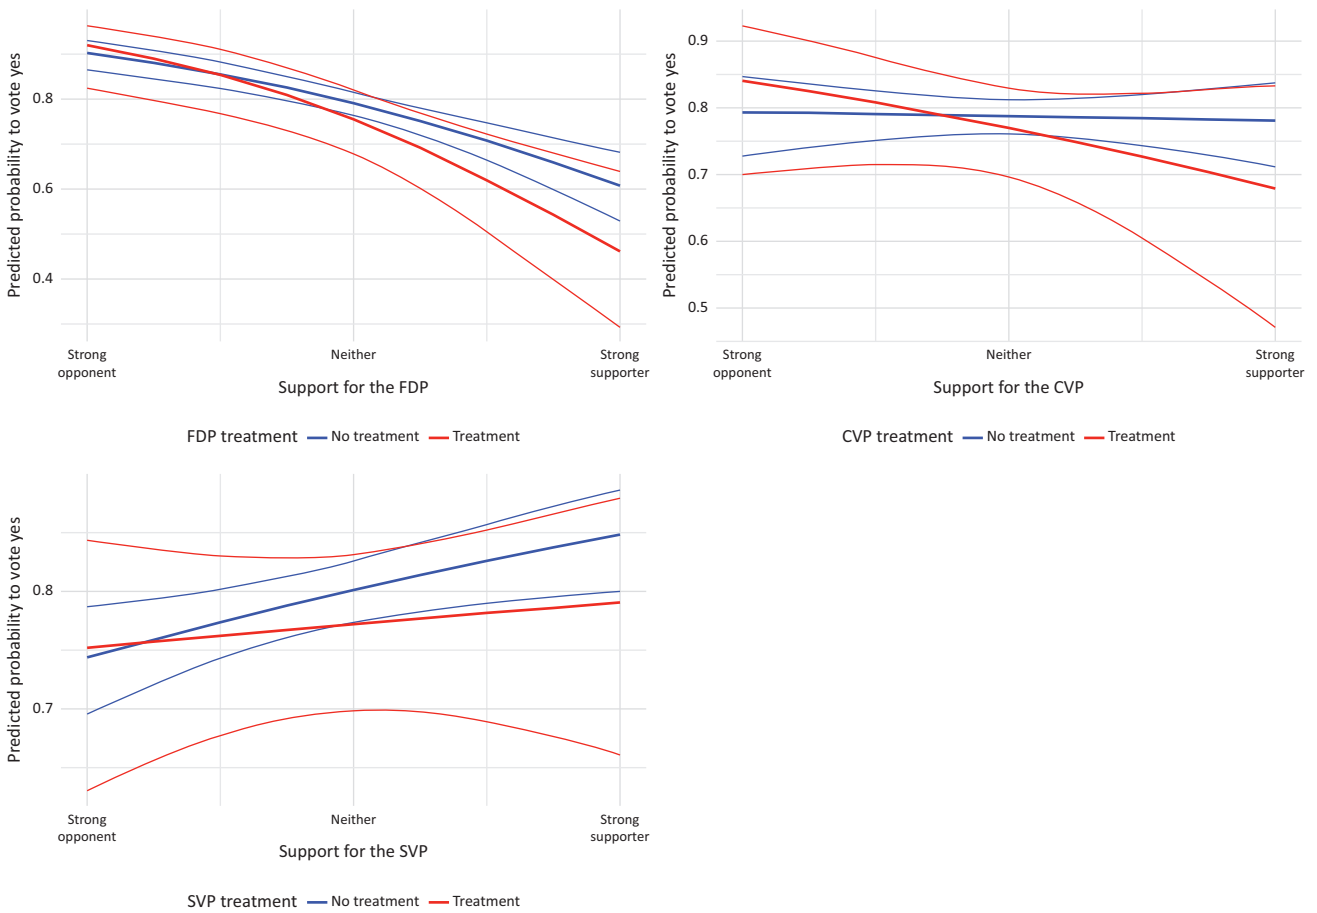 Predicted probability to vote yes
0.8
0.6
0.4
Strong
opponent
Neither
Strong
supporter
Support for the FDP
FDP treatment No treatment Treatment
Predicted probability to vote yes
0.9
0.8
0.7
0.6
0.5
Strong
opponent
Neither
Strong
supporter
Support for the CVP
CVP treatment No treatment Treatment
Predicted probability to vote yes
0.8
0.7
Strong
opponent
Neither
Strong
supporter
Support for the SVP
SVP treatment No treatment Treatment